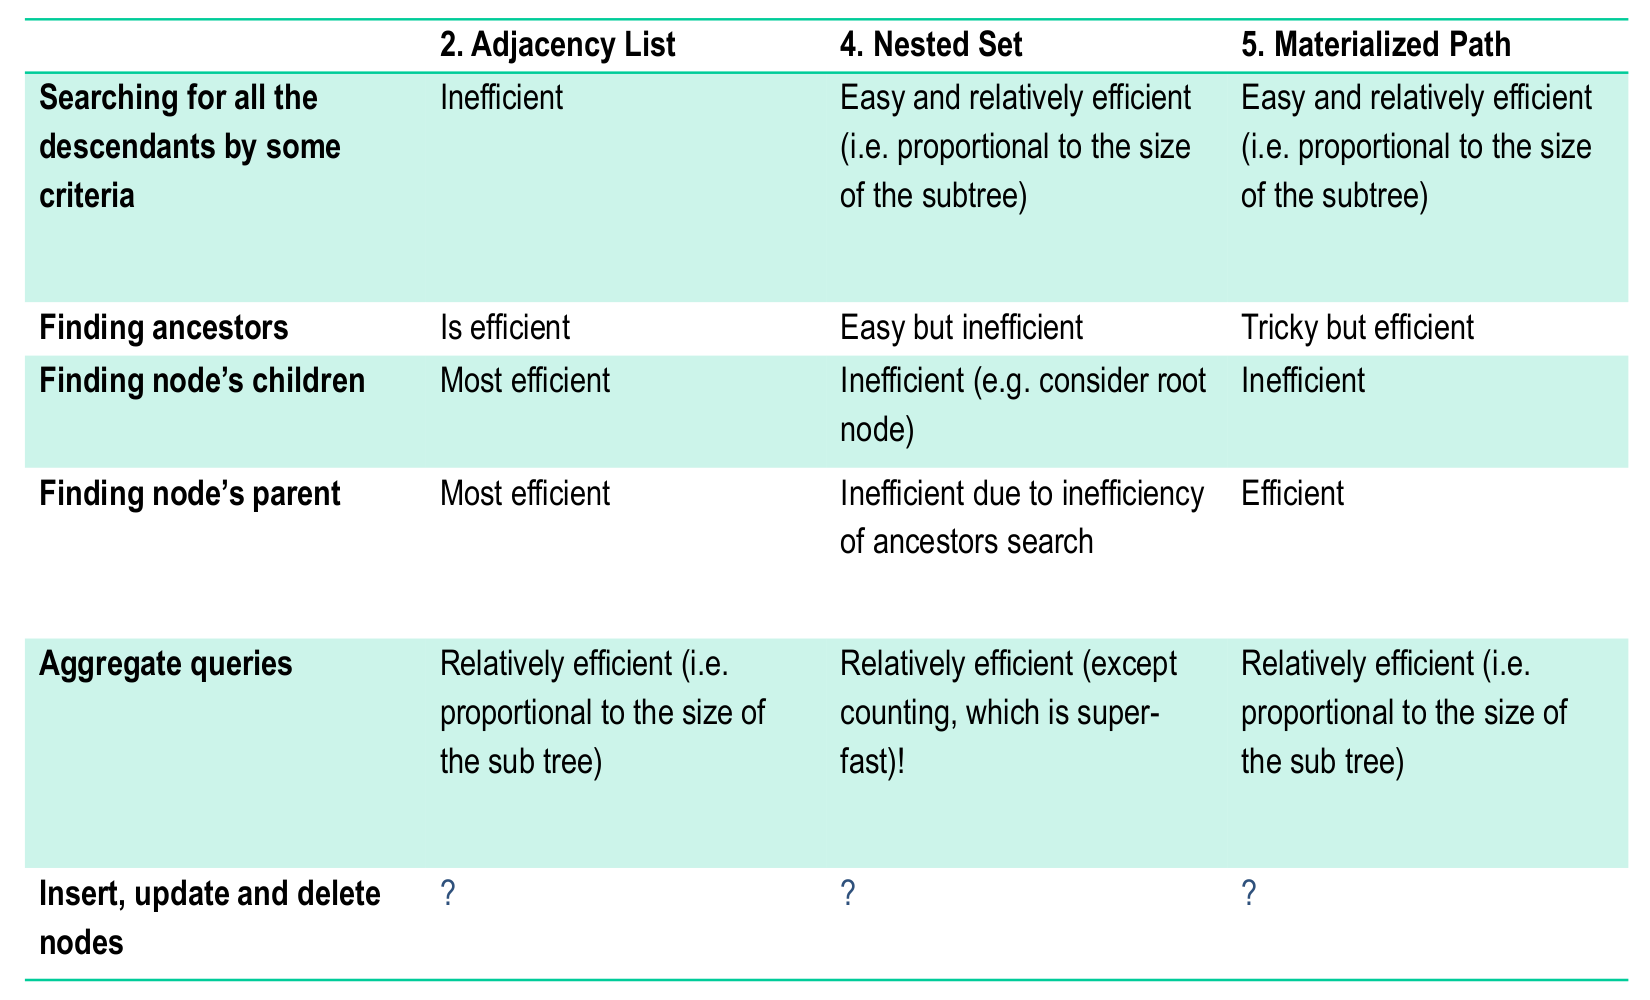 2. Adjacency List
4. Nested Set
5. Materialized Path
Searching for all the
descendants by some
criteria
Inefficient
Easy and relatively efficient
(i.e. proportional to the size
of the subtree)
Easy and relatively efficient
(i.e. proportional to the size
of the subtree)
Finding ancestors
Is efficient
Easy but inefficient
Tricky but efficient
Finding node’s children
Most efficient
Inefficient (e.g. consider root
node)
Inefficient
Finding node’s parent
Most efficient
Inefficient due to inefficiency
of ancestors search
Efficient
Aggregate queries
Relatively efficient (i.e.
proportional to the size of
the sub tree)
Relatively efficient (except
counting, which is super-
fast)!
Relatively efficient (i.e.
proportional to the size of
the sub tree)
Insert, update and delete
nodes
?
?
?